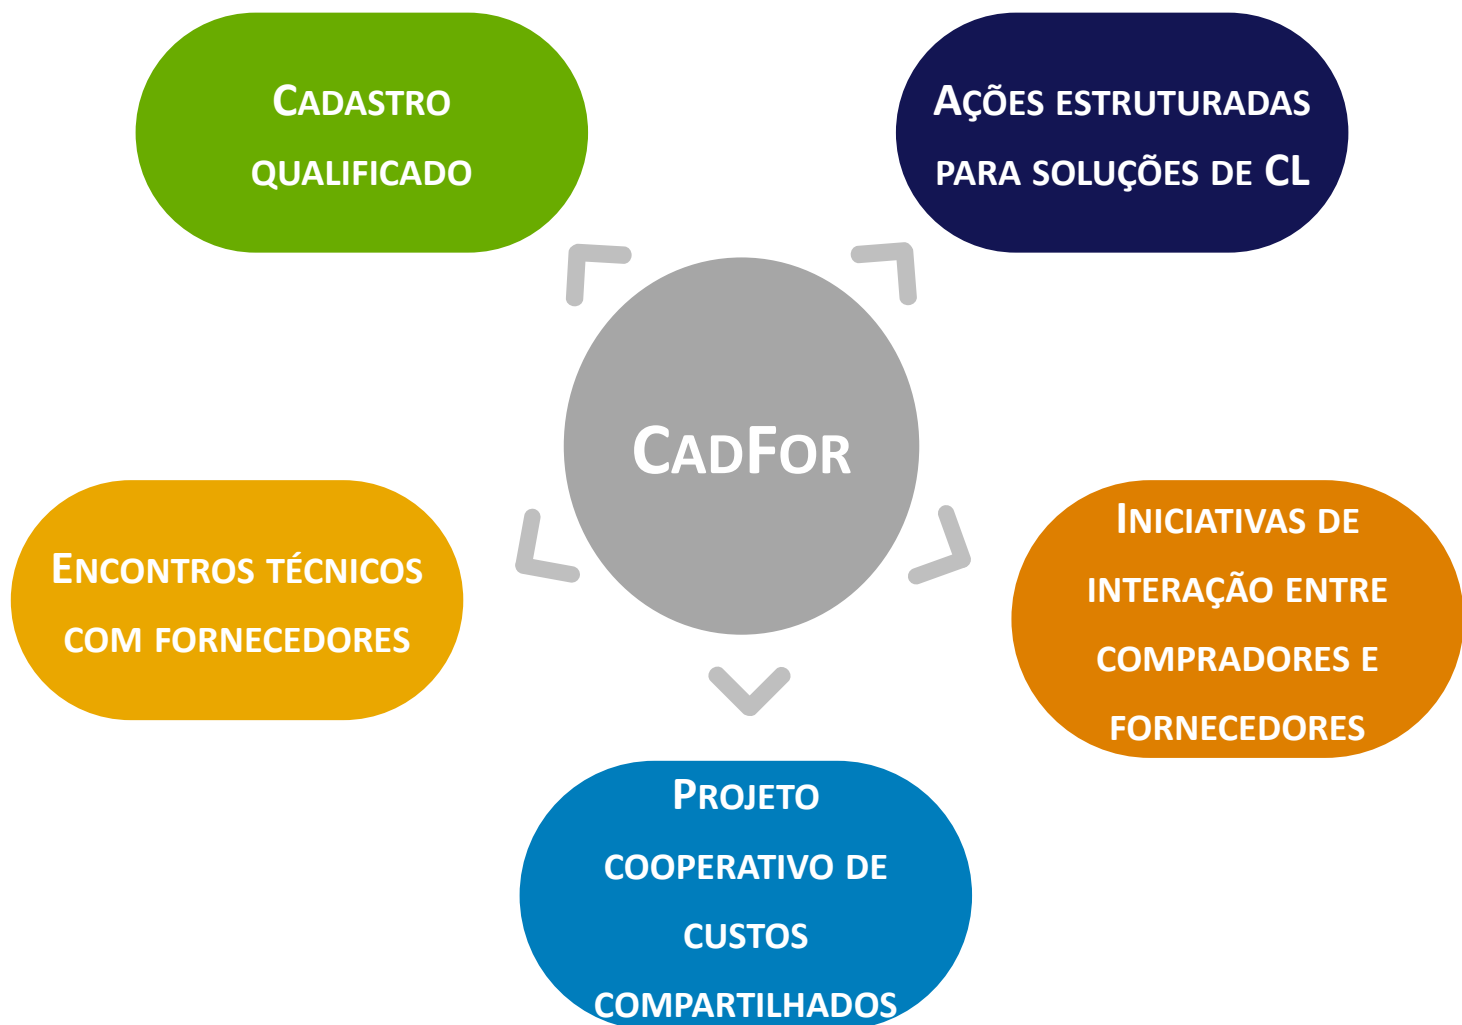 CADASTRO
QUALIFICADO
AÇÕES ESTRUTURADAS
PARA SOLUÇÕES DE CL
CADFOR
ENCONTROS TÉCNICOS
COM FORNECEDORES
INICIATIVAS DE
INTERAÇÃO ENTRE
COMPRADORES E
FORNECEDORES
PROJETO
COOPERATIVO DE
CUSTOS
COMPARTILHADOS